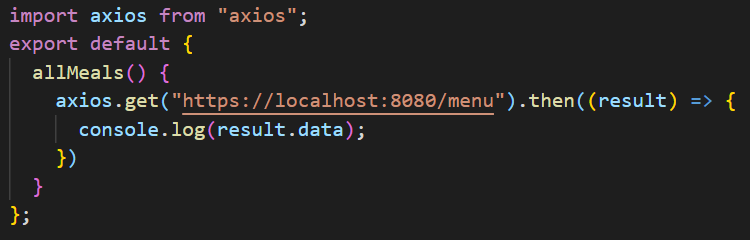 import axios from "axios";
export default {
  allMeals() {
    axios.get("https://localhost:8080/menu").then((result) => {
      console.log(result.data);
    })
  }
};